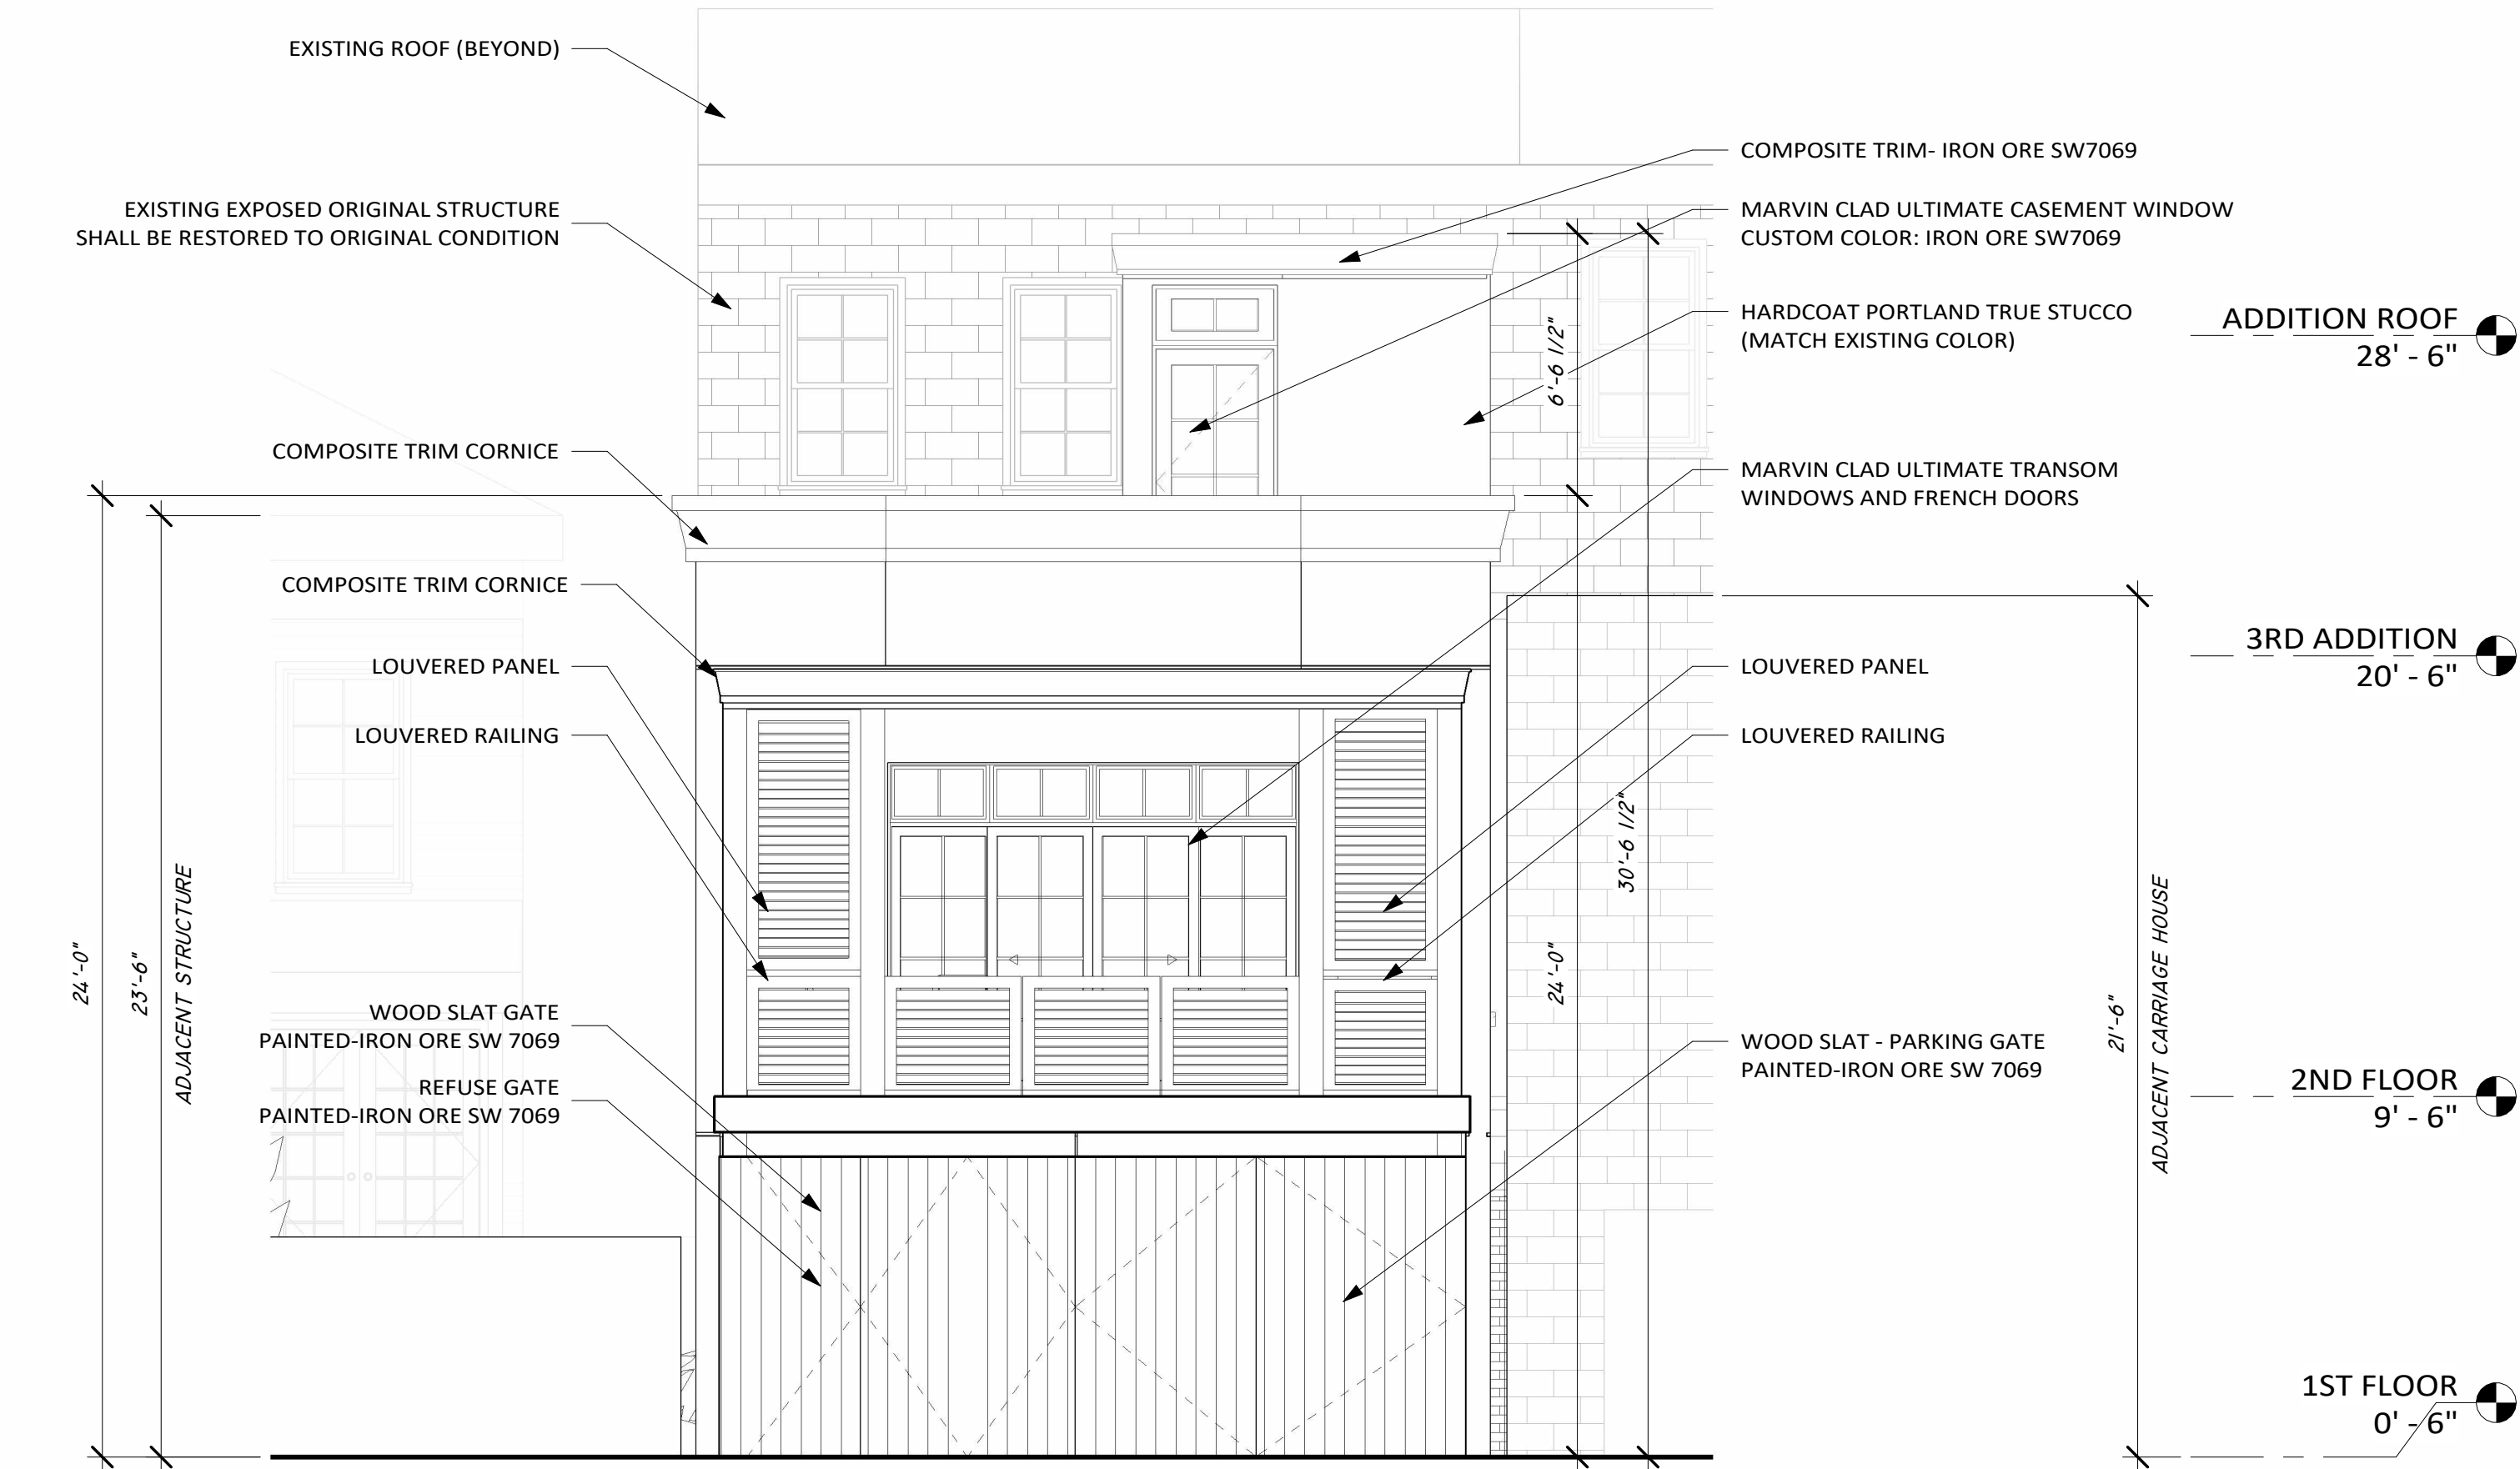 EXISTING ROOF (BEYOND)
EXISTING EXPOSED ORIGINAL STRUCTURE
SHALL BE RESTORED TO ORIGINAL CONDITION
COMPOSITE TRIM CORNICE
COMPOSITE TRIM CORNICE
LOUVERED PANEL
LOUVERED RAILING
WOOD SLAT GATE
PAINTED-IRON ORE SW 7069
REFUSE GATE
PAINTED-IRON ORE SW 7069
24'-0"
23'-6"
ADJACENT STRUCTURE
COMPOSITE TRIM- IRON ORE SW7069
MARVIN CLAD ULTIMATE CASEMENT WINDOW
CUSTOM COLOR: IRON ORE SW7069
HARDCOAT PORTLAND TRUE STUCCO
(MATCH EXISTING COLOR)
MARVIN CLAD ULTIMATE TRANSOM
WINDOWS AND FRENCH DOORS
LOUVERED PANEL
LOUVERED RAILING
WOOD SLAT - PARKING GATE
PAINTED-IRON ORE SW 7069
6'-6 1/2"
30'-6 1/2"
24'-0"
21'-6"
ADJACENT CARRIAGE HOUSE
ADDITION ROOF
28' - 6"
3RD ADDITION
20' - 6"
2ND FLOOR
9' - 6"
1ST FLOOR
0' - 6"